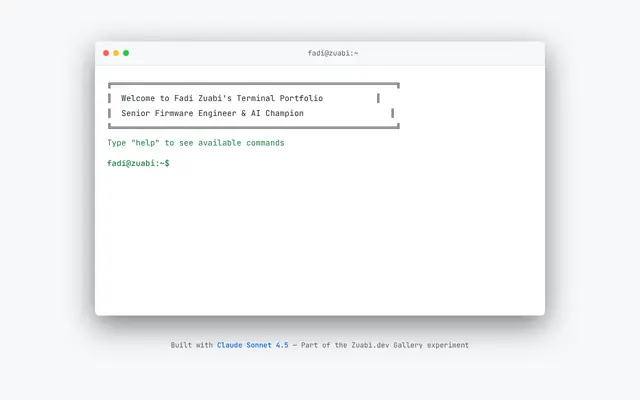 fadi@zuabi:~
Welcome to Fadi Zuabi's Terminal Portfolio
Senior Firmware Engineer & AI Champion
Type "help" to see available commands
fadi@zuabi:~$
Built with Claude Sonnet 4.5 — Part of the Zuabi.dev Gallery experiment